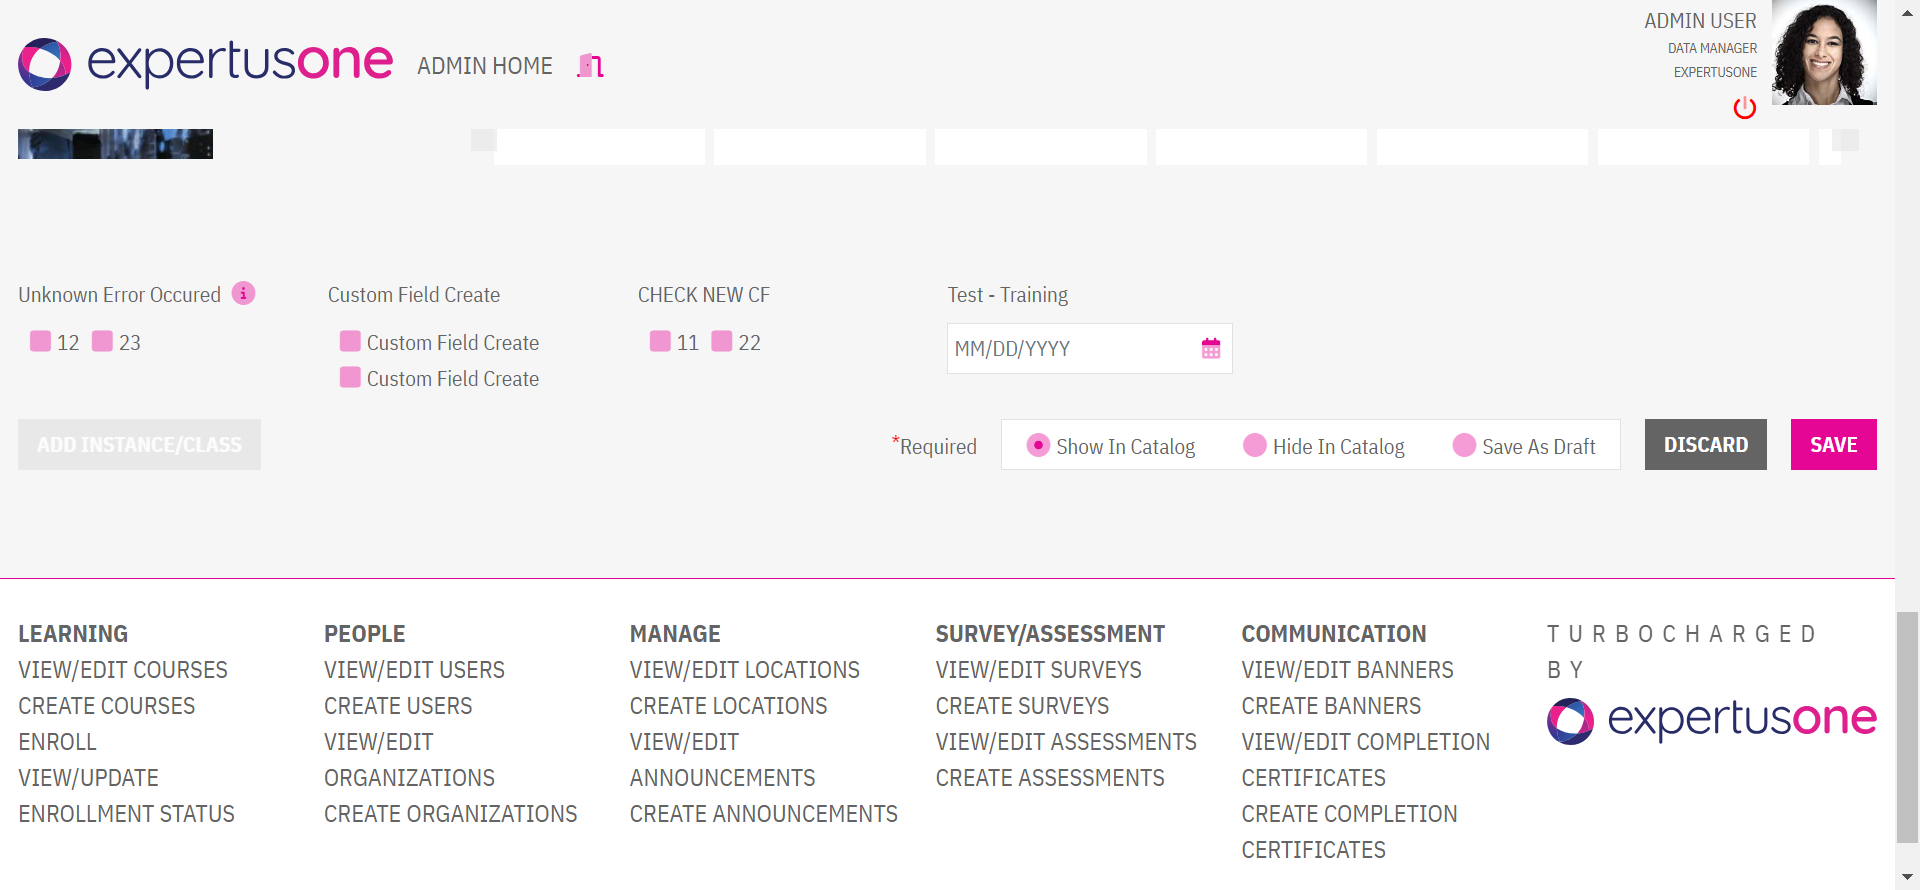 expertusone
ADMIN HOME
ADMIN USER
DATA MANAGER
EXPERTUSONE
Unknown Error Occured
12 23
Custom Field Create
Custom Field Create
Custom Field Create
CHECK NEW CF
11 22
Test - Training
MM/DD/YYYY
ADD INSTANCE/CLASS
*Required
Show In Catalog
Hide In Catalog
Save As Draft
DISCARD
SAVE
LEARNING
VIEW/EDIT COURSES
CREATE COURSES
ENROLL
VIEW/UPDATE
ENROLLMENT STATUS
PEOPLE
VIEW/EDIT USERS
CREATE USERS
VIEW/EDIT
ORGANIZATIONS
CREATE ORGANIZATIONS
MANAGE
VIEW/EDIT LOCATIONS
CREATE LOCATIONS
VIEW/EDIT
ANNOUNCEMENTS
CREATE ANNOUNCEMENTS
SURVEY/ASSESSMENT
VIEW/EDIT SURVEYS
CREATE SURVEYS
VIEW/EDIT ASSESSMENTS
CREATE ASSESSMENTS
COMMUNICATION
VIEW/EDIT BANNERS
CREATE BANNERS
VIEW/EDIT COMPLETION
CERTIFICATES
CREATE COMPLETION
CERTIFICATES
TURBOCHARGED
BY
expertusone